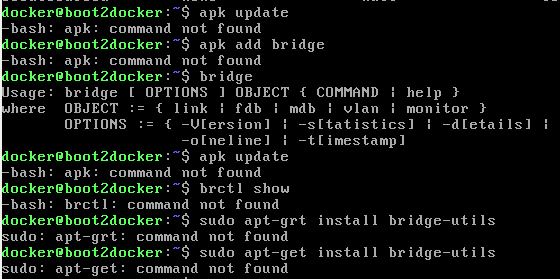 docker@boot2docker:~$ apk update
-bash: apk: command not found
docker@boot2docker:~$ apk add bridge
-bash: apk: command not found
docker@boot2docker:~$ bridge
Usage: bridge [ OPTIONS ] OBJECT { COMMAND | help }
where  OBJECT := { link | fdb | mdb | vlan | monitor }
       OPTIONS := { -V[ersion] | -s[tatistics] | -d[etails] |
                    -o[neline] | -t[imestamp]
docker@boot2docker:~$ apk update
-bash: apk: command not found
docker@boot2docker:~$ brctl show
-bash: brctl: command not found
docker@boot2docker:~$ sudo apt-grt install bridge-utils
sudo: apt-grt: command not found
docker@boot2docker:~$ sudo apt-get install bridge-utils
sudo: apt-get: command not found